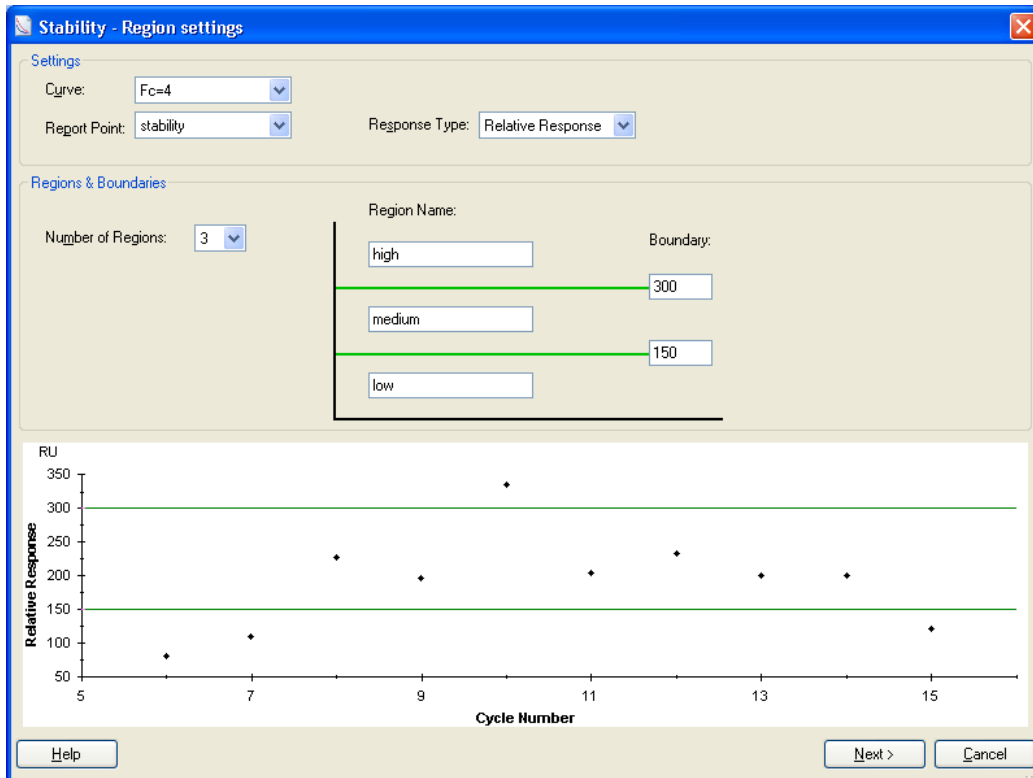 Stability - Region settings
Settings
Curve: Fc=4
Report Point: stability Response Type: Relative Response
Regions & Boundaries
Region Name:
Number of Regions: 3 Boundary:
high
300
medium
150
low
RU
350
300
250
200
150
100
50
Relative Response
5 7 9 11 13 15
Cycle Number
Help Next > Cancel